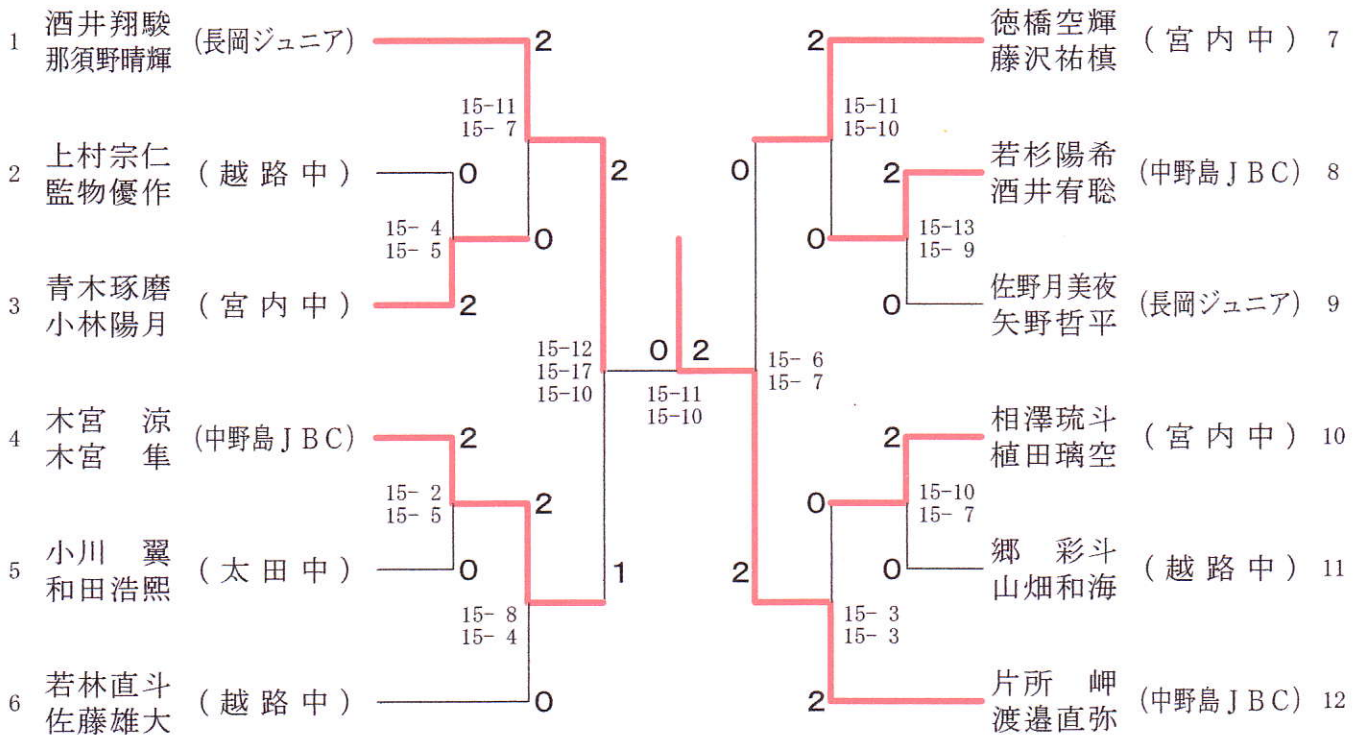 1 酒井翔駿 (長岡ジュニア) 2
那須野晴輝
15-11
15- 7
2 上村宗仁 (越路中) 0
監物優作
2
15- 4
15- 5
0
3 青木琢磨 (宮内中) 2
小林陽月
15-12
15-17
15-10
0 2
15-11
15-10
4 木宮 涼 (中野島JBC) 2
木宮 隼
15- 2
15- 5
2
5 小川 翼 (太田中) 0
和田浩熙
1
15- 8
15- 4
6 若林直斗 (越路中) 0
佐藤雄大
2 徳橋空輝 (宮内中) 7
藤沢祐槙
15-11
15-10
0
2 若杉陽希 (中野島JBC) 8
酒井宥聡
0
15-13
15- 9
0 佐野月美夜 (長岡ジュニア) 9
矢野哲平
15- 6
15- 7
2 相澤琉斗 (宮内中) 10
植田璃空
0
15-10
15- 7
0 郷 彩斗 (越路中) 11
山畑和海
2
15- 3
15- 3
2 片所 岬 (中野島JBC) 12
渡邉直弥